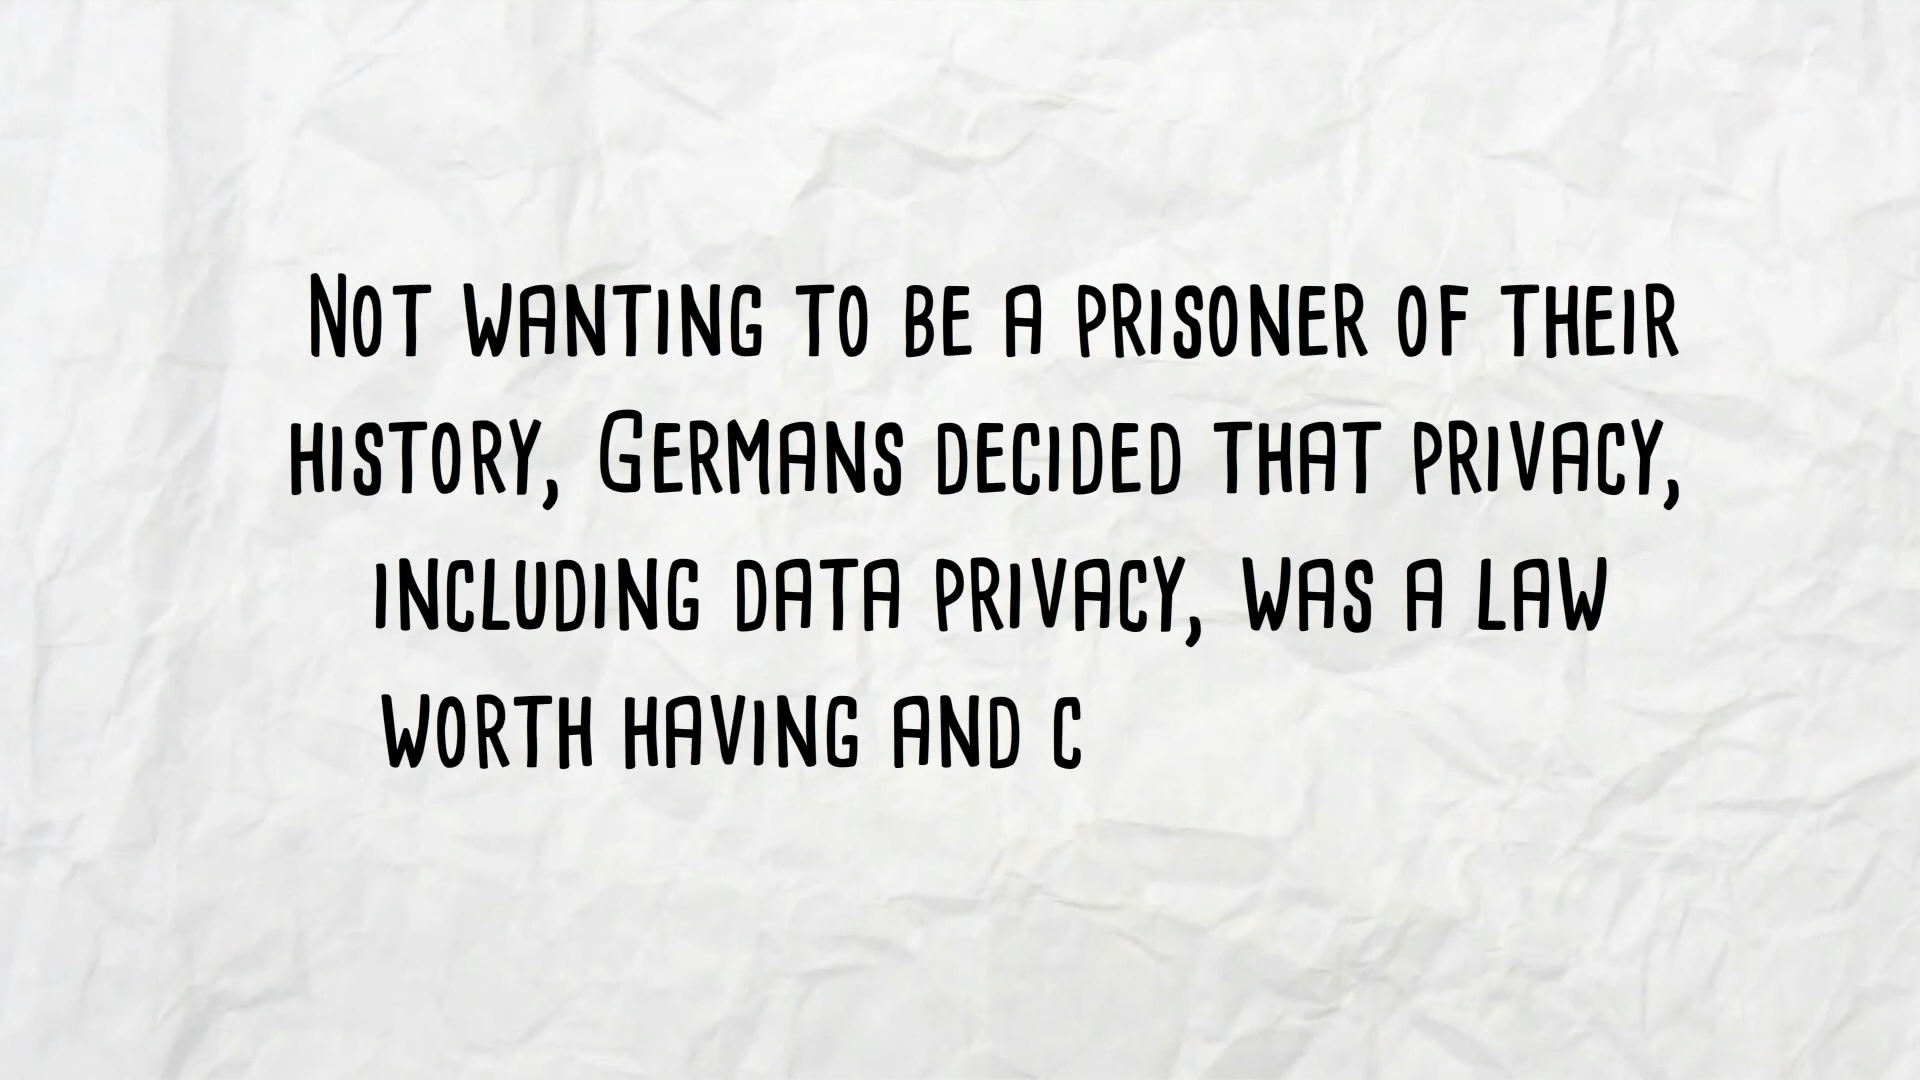 Not wanting to be a prisoner of their
history, Germans decided that privacy,
including data privacy, was a law
worth having and c